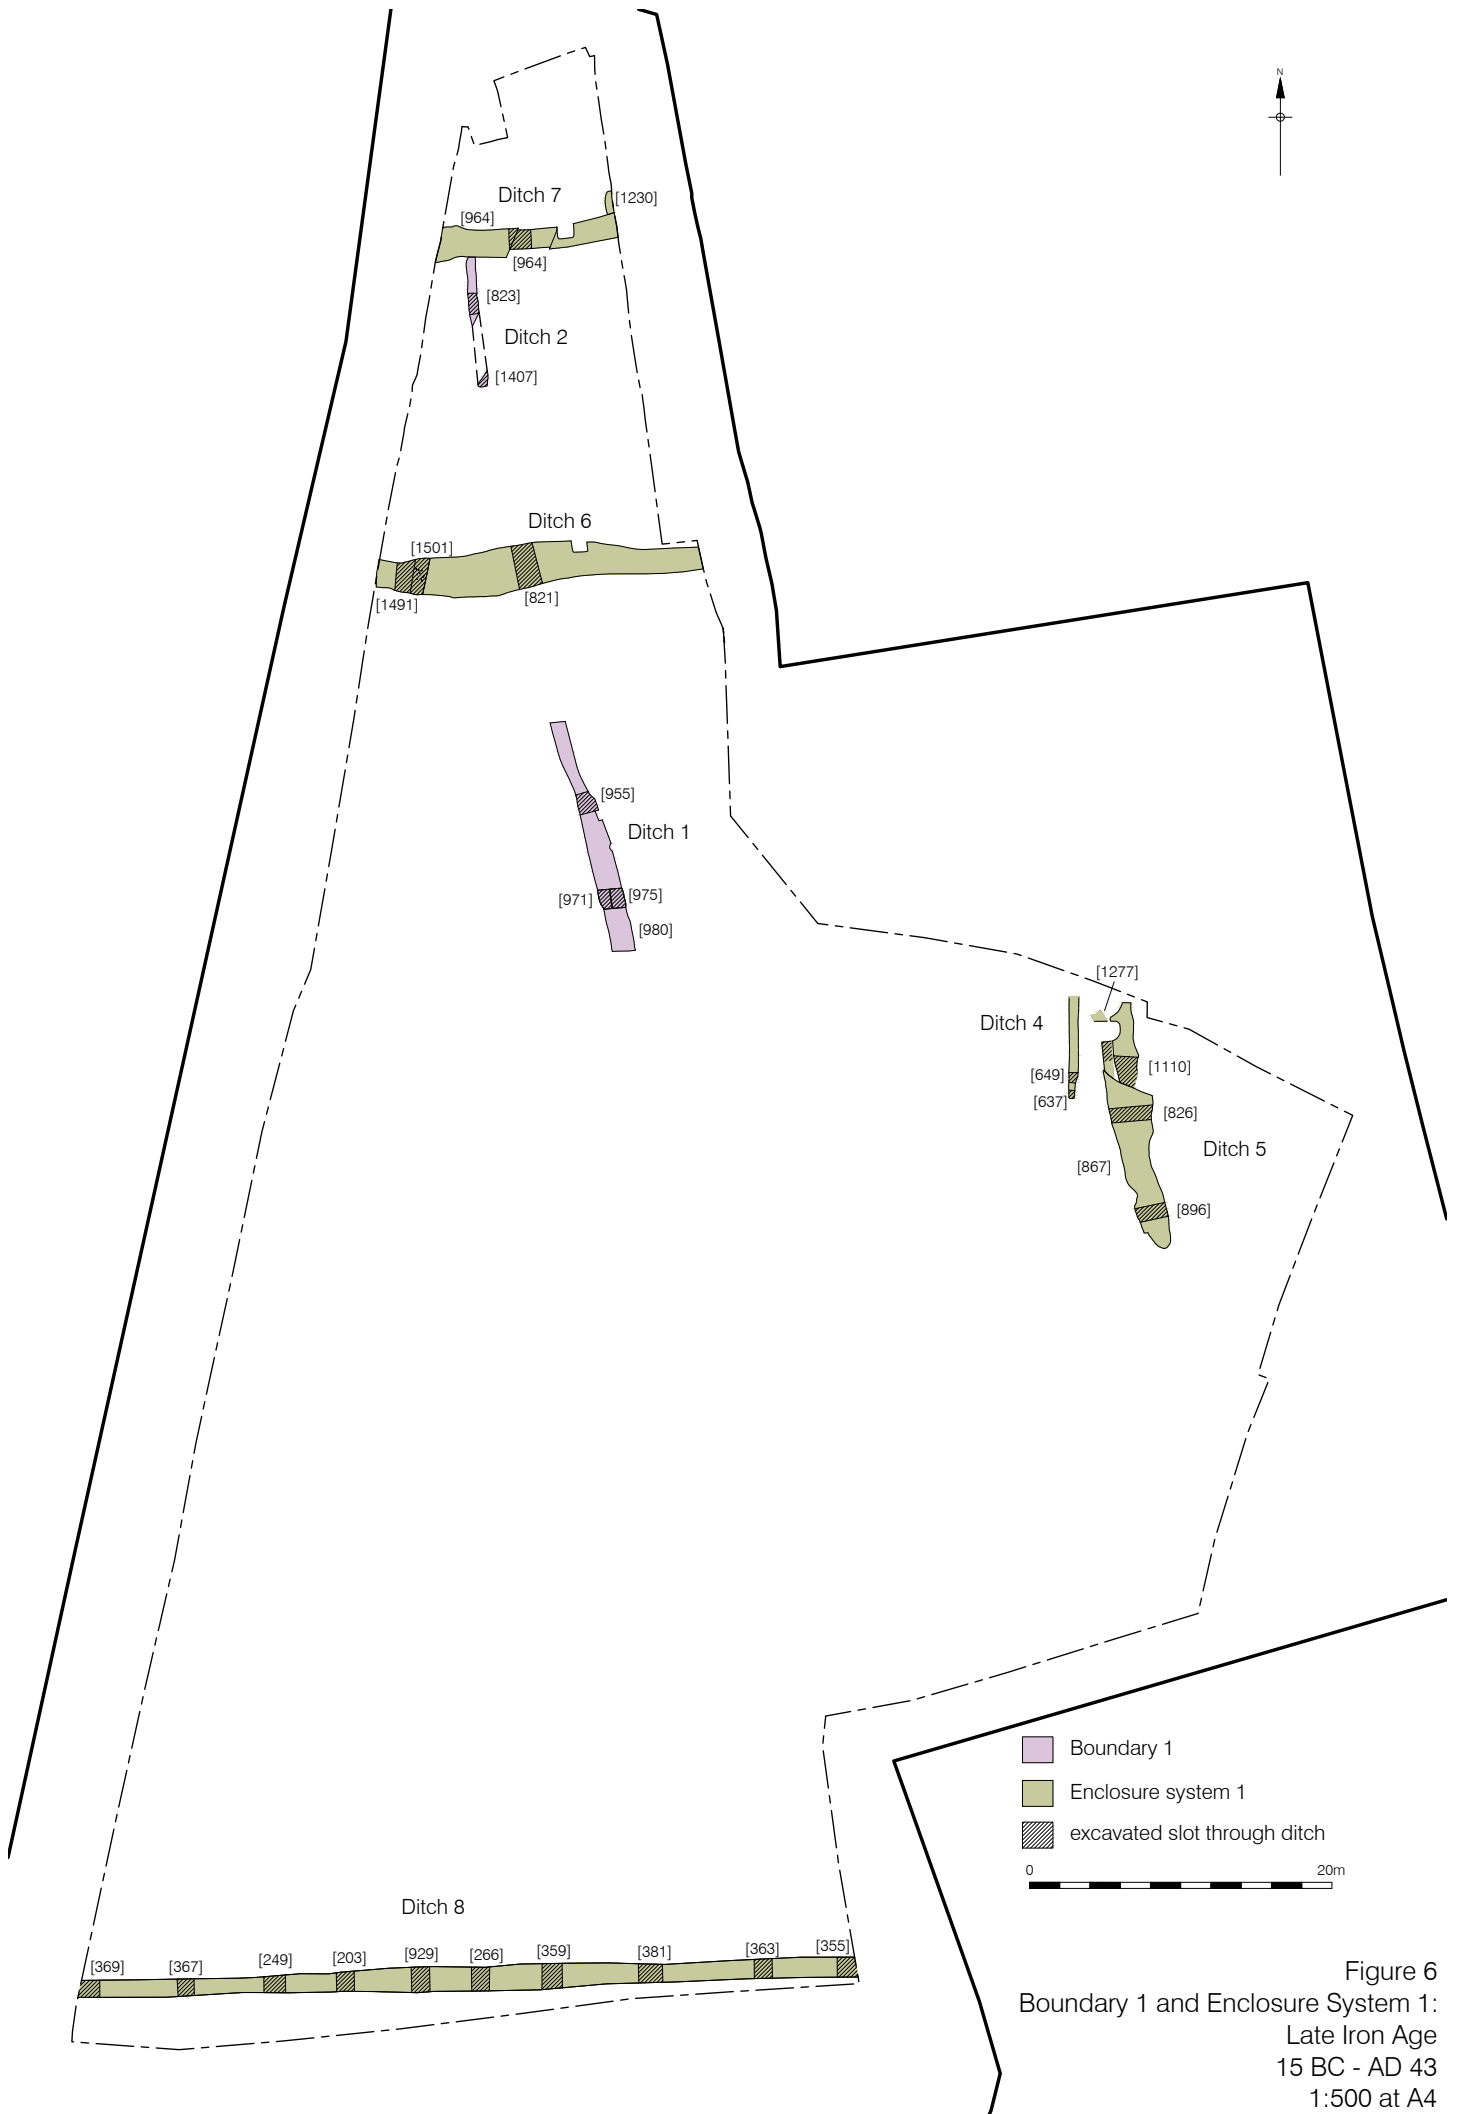 N
Ditch 7
[1230]
[964]
[964]
[823]
Ditch 2
[1407]
Ditch 6
[1501]
[1491]
[821]
[955]
Ditch 1
[971]
[975]
[980]
[1277]
Ditch 4
[649]
[1110]
[637]
[826]
Ditch 5
[867]
[896]
Boundary 1
Enclosure system 1
excavated slot through ditch
0 20m
Ditch 8
[369]
[367]
[249]
[203]
[929]
[266]
[359]
[381]
[363]
[355]
Figure 6
Boundary 1 and Enclosure System 1:
Late Iron Age
15 BC - AD 43
1:500 at A4